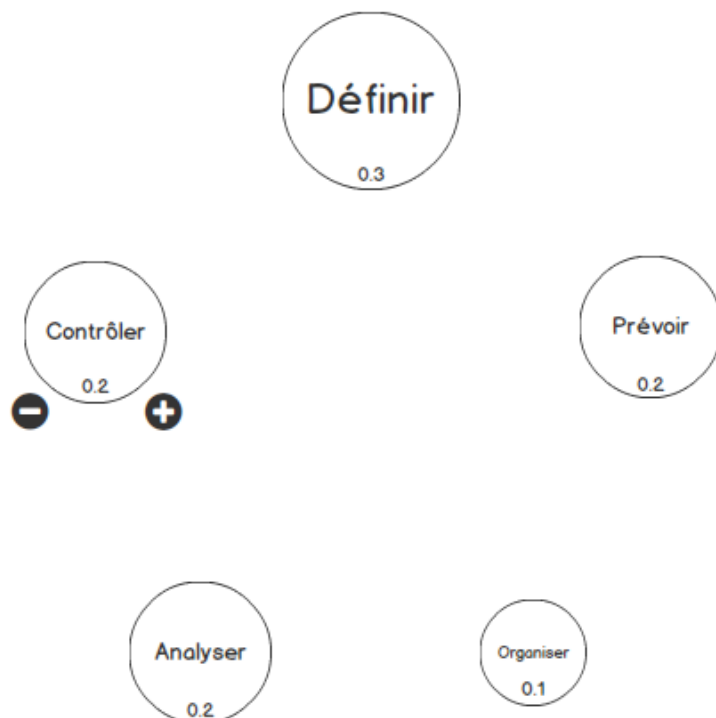 Définir
0.3
Contrôler
0.2
Prévoir
0.2
Analyser
0.2
Organiser
0.1